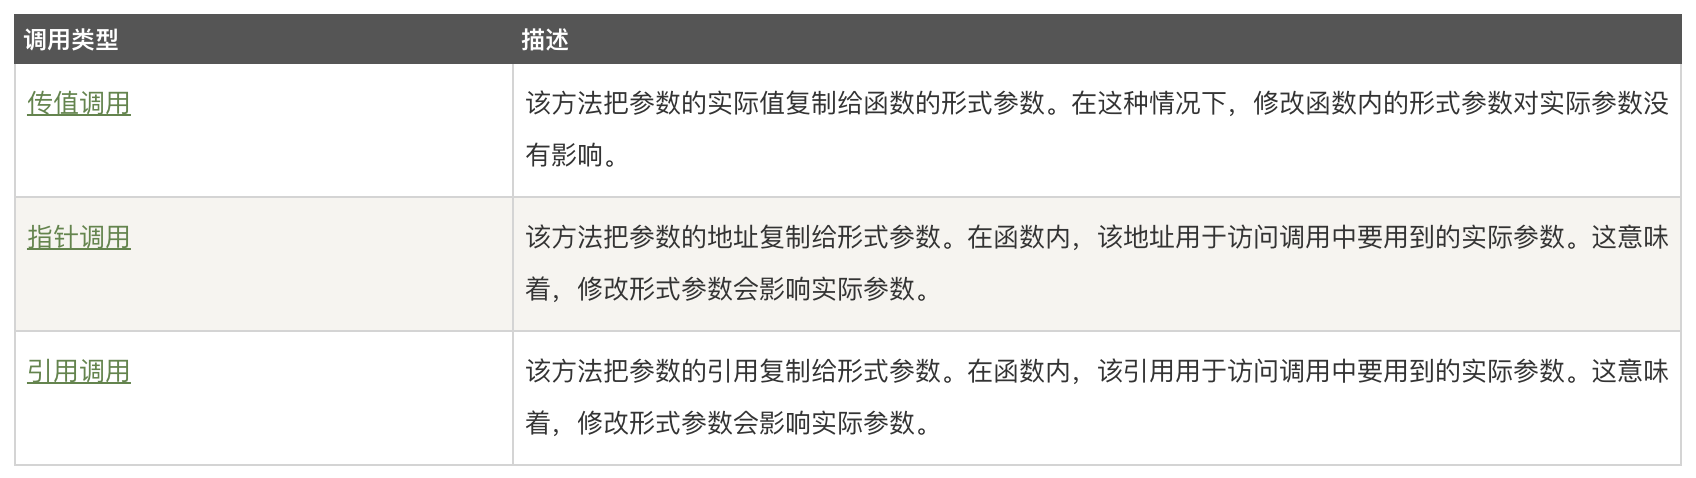 调用类型 描述
传值调用 该方法把参数的实际值复制给函数的形式参数。在这种情况下，修改函数内的形式参数对实际参数没
有影响。
指针调用 该方法把参数的地址复制给形式参数。在函数内，该地址用于访问调用中要用到的实际参数。这意味
着，修改形式参数会影响实际参数。
引用调用 该方法把参数的引用复制给形式参数。在函数内，该引用用于访问调用中要用到的实际参数。这意味
着，修改形式参数会影响实际参数。